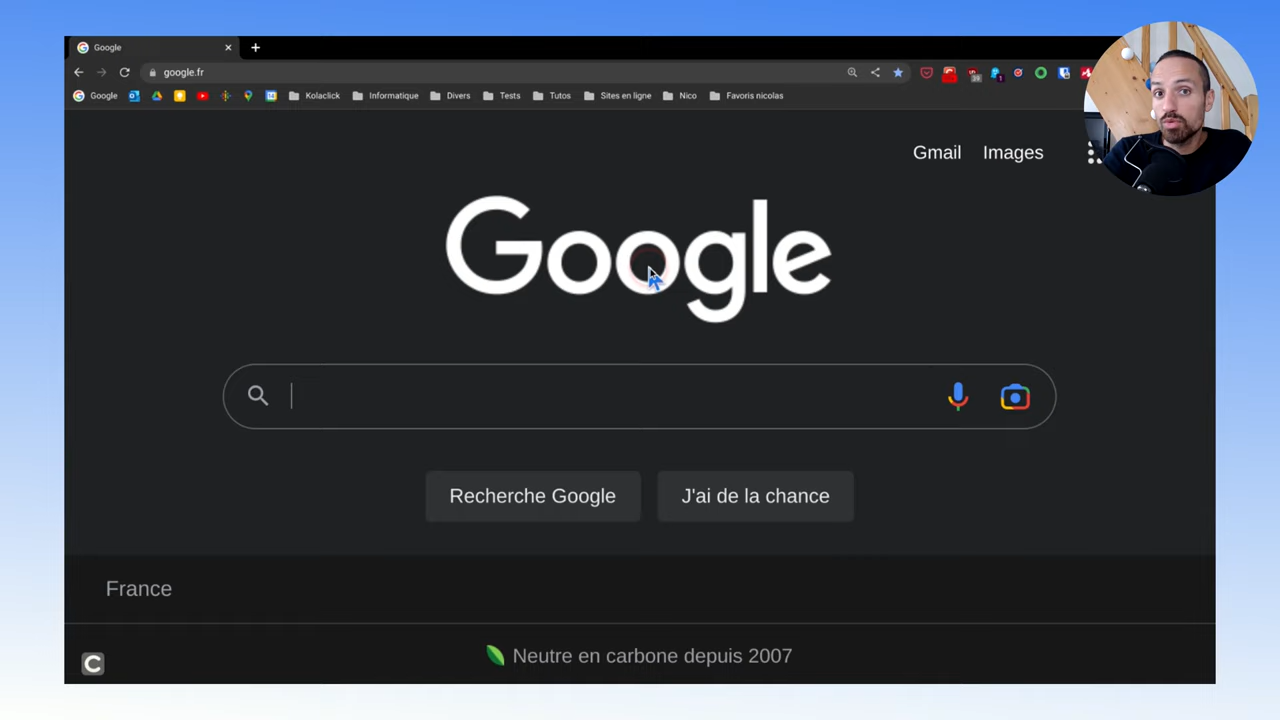 Google
google.fr
Google Kolaclick Informatique Divers Tests Tutos Sites en ligne Nico Favoris nicolas
Gmail Images
Google
Recherche Google J'ai de la chance
France
Neutre en carbone depuis 2007
C